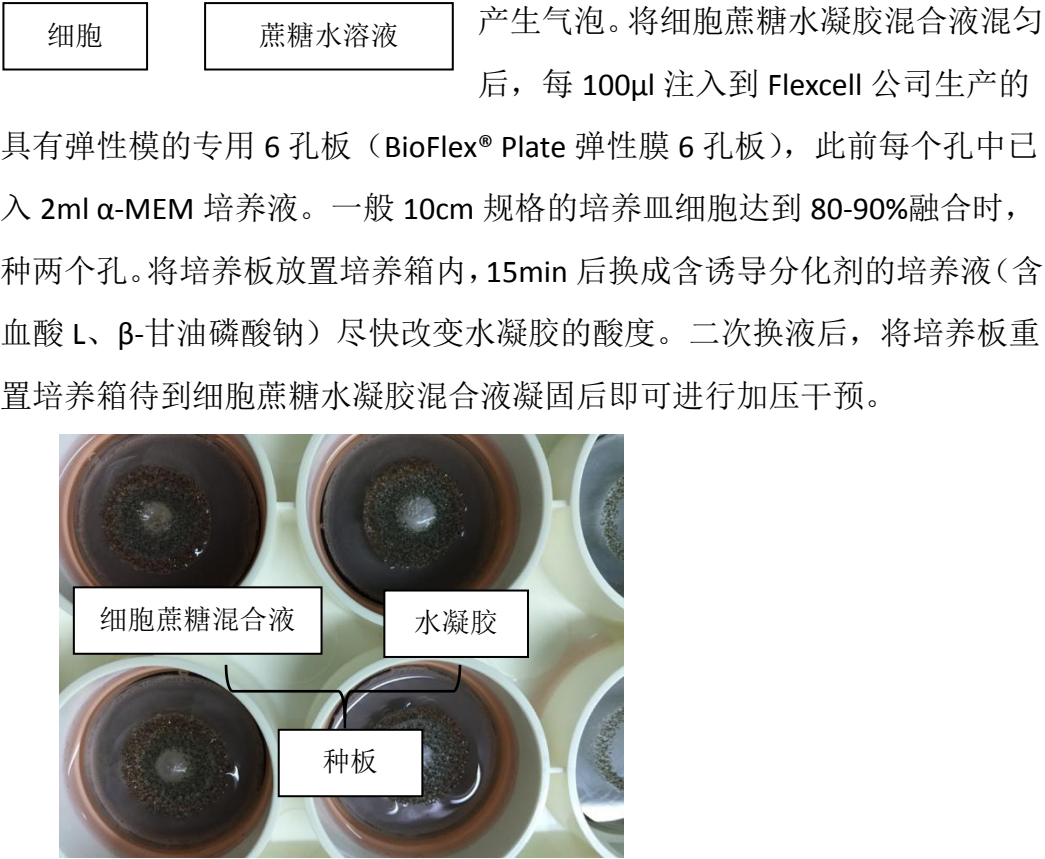 细胞
蔗糖水溶液
产生气泡。将细胞蔗糖水凝胶混合液混匀
后，每 100μl 注入到 Flexcell 公司生产的
具有弹性模的专用 6 孔板（BioFlex® Plate 弹性膜 6 孔板），此前每个孔中已
入 2ml α-MEM 培养液。一般 10cm 规格的培养皿细胞达到 80-90%融合时，
种两个孔。将培养板放置培养箱内，15min 后换成含诱导分化剂的培养液（含
血酸 L、β-甘油磷酸钠）尽快改变水凝胶的酸度。二次换液后，将培养板重
置培养箱待到细胞蔗糖水凝胶混合液凝固后即可进行加压干预。
细胞蔗糖混合液
水凝胶
种板